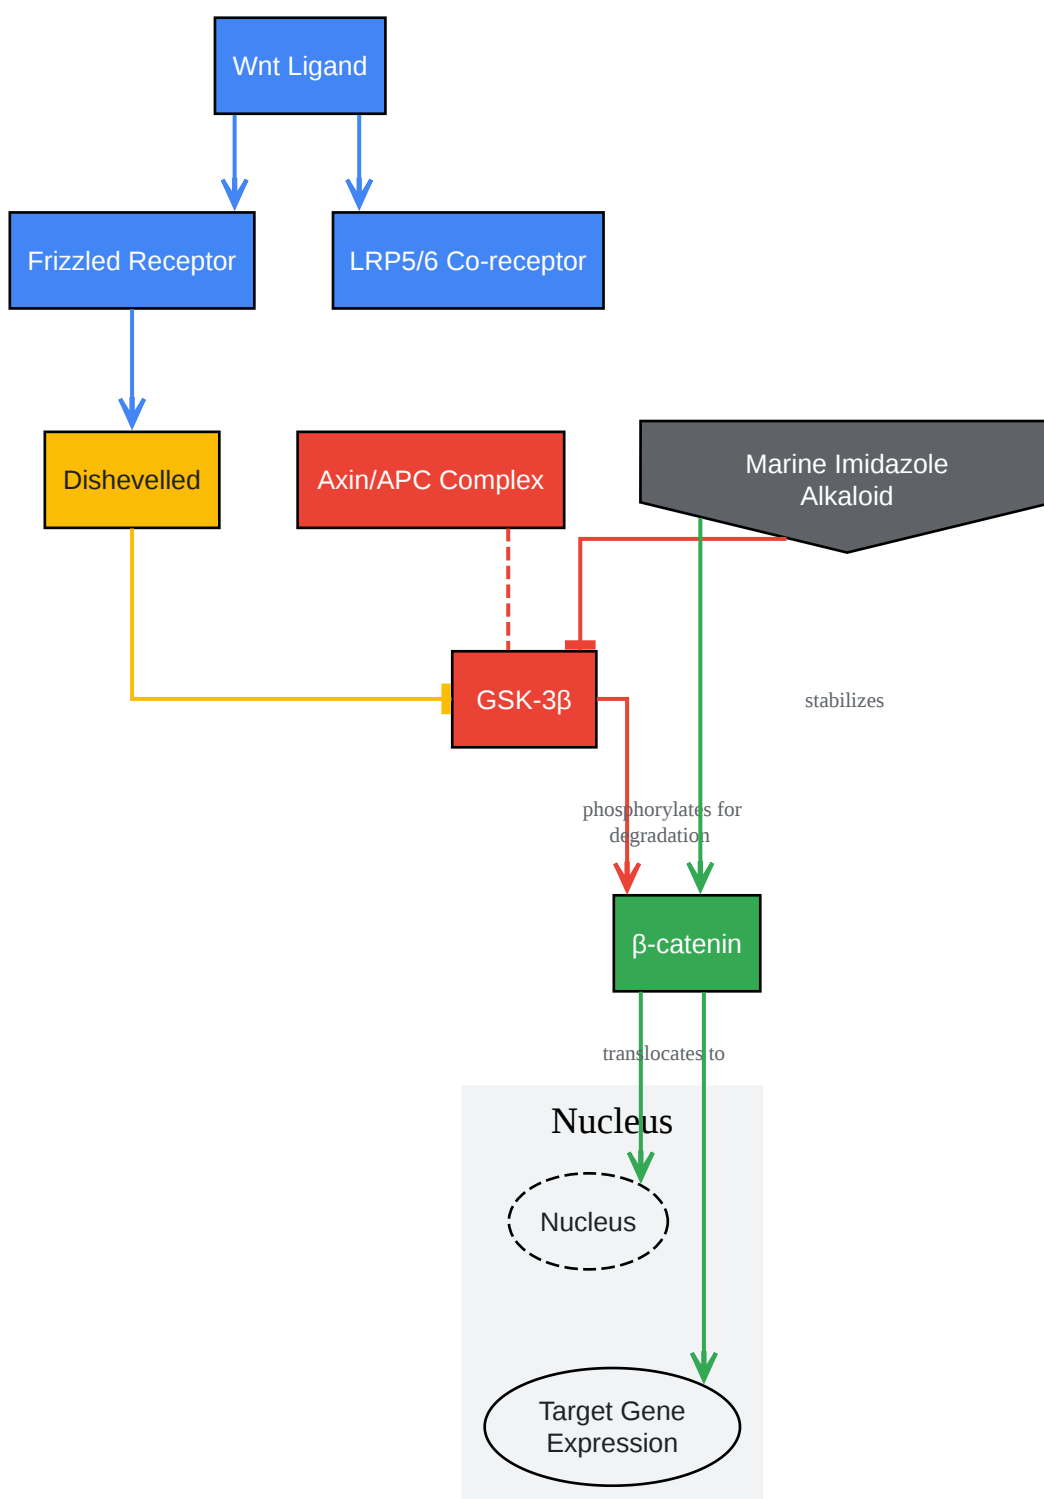 Wnt Ligand
Frizzled Receptor
LRP5/6 Co-receptor
Dishevelled
Axin/APC Complex
Marine Imidazole
Alkaloid
GSK-3β
stabilizes
phosphorylates for
degradation
β-catenin
translocates to
Nucleus
Nucleus
Target Gene
Expression